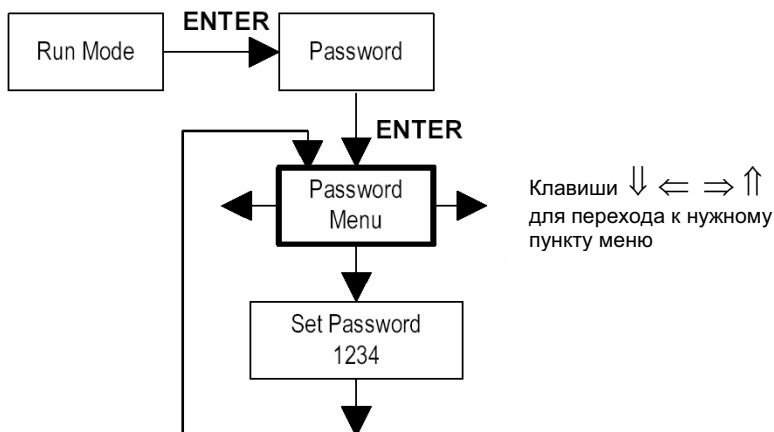 ENTER
Run Mode
Password
ENTER
Password
Menu
Клавиши ⇓ ⇐ ⇒ ⇑
для перехода к нужному
пункту меню
Set Password
1234